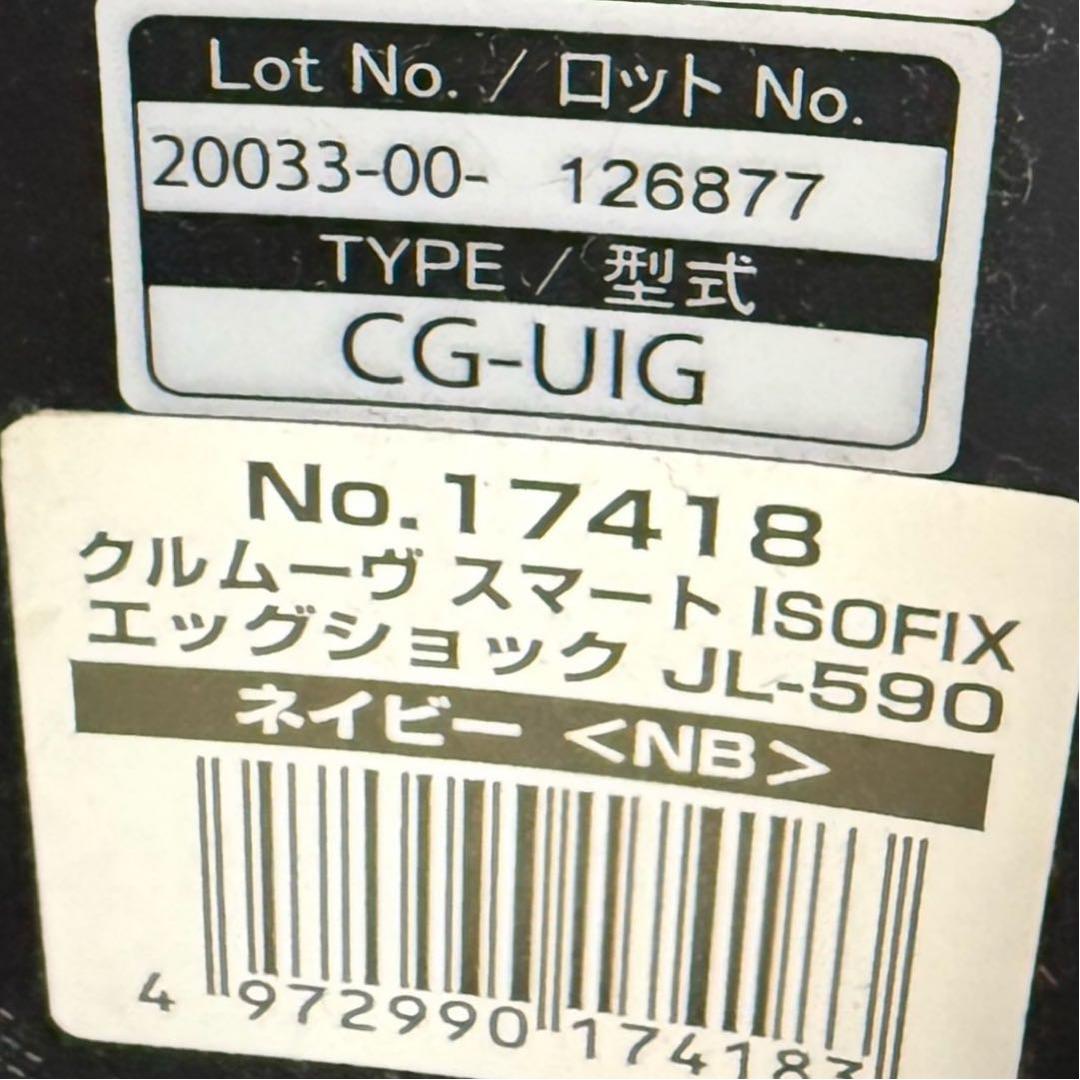 Lot No. / ロット No.
20033-00- 126877
TYPE / 型式
CG-UIG
No.17418
クルムーヴ スマート ISOFIX
エッグショック JL-590
ネイビー <NB>
4 972990 174183